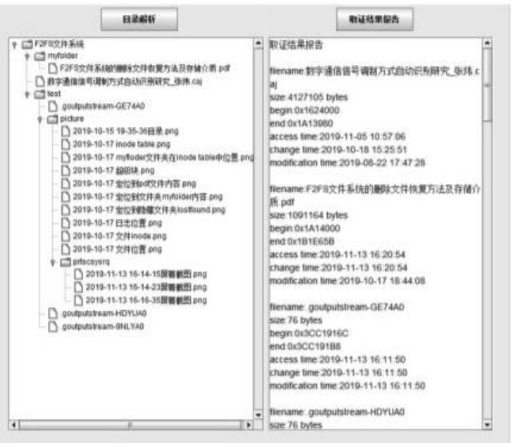 目录解析
取证结果报告
F2FS文件系统
myfolder
F2FS文件系统的删除文件恢复方法及存储介质.pdf
数字通信信号调制方式自动识别研究_张炜.caj
test
.goutputstream-GE74A0
picture
2019-10-15 19-35-36目录.png
2019-10-17 inode table.png
2019-10-17 myfloder文件夹在inode table中位置.png
2019-10-17 超级块.png
2019-10-17 定位到pdf文件内容.png
2019-10-17 定位到文件夹myfolder内容.png
2019-10-17 定位到隐藏文件夹lostfound.png
2019-10-17 日志位置.png
2019-10-17 文件inode.png
2019-10-17 文件位置.png
prtscsysrq
2019-11-13 16-14-15屏幕截图.png
2019-11-13 16-14-23屏幕截图.png
2019-11-13 16-16-35屏幕截图.png
.goutputstream-HDYUA0
.goutputstream-9NLYA0
取证结果报告
filename:数字通信信号调制方式自动识别研究_张炜.c
aj
size:4127105 bytes
begin:0x1624000
end:0x1A13980
access time:2019-11-05 10:57:06
change time:2019-10-18 15:25:51
modification time:2019-08-22 17:47:28
filename:F2FS文件系统的删除文件恢复方法及存储介
质.pdf
size:1091164 bytes
begin:0x1A14000
end:0x1B1E65B
access time:2019-11-13 16:20:54
change time:2019-11-13 16:20:54
modification time:2019-10-17 18:44:08
filename:.goutputstream-GE74A0
size:76 bytes
begin:0x3CC1916C
end:0x3CC191B8
access time:2019-11-13 16:11:50
change time:2019-11-13 16:11:50
modification time:2019-11-13 16:11:50
filename:.goutputstream-HDYUA0
size:76 bytes